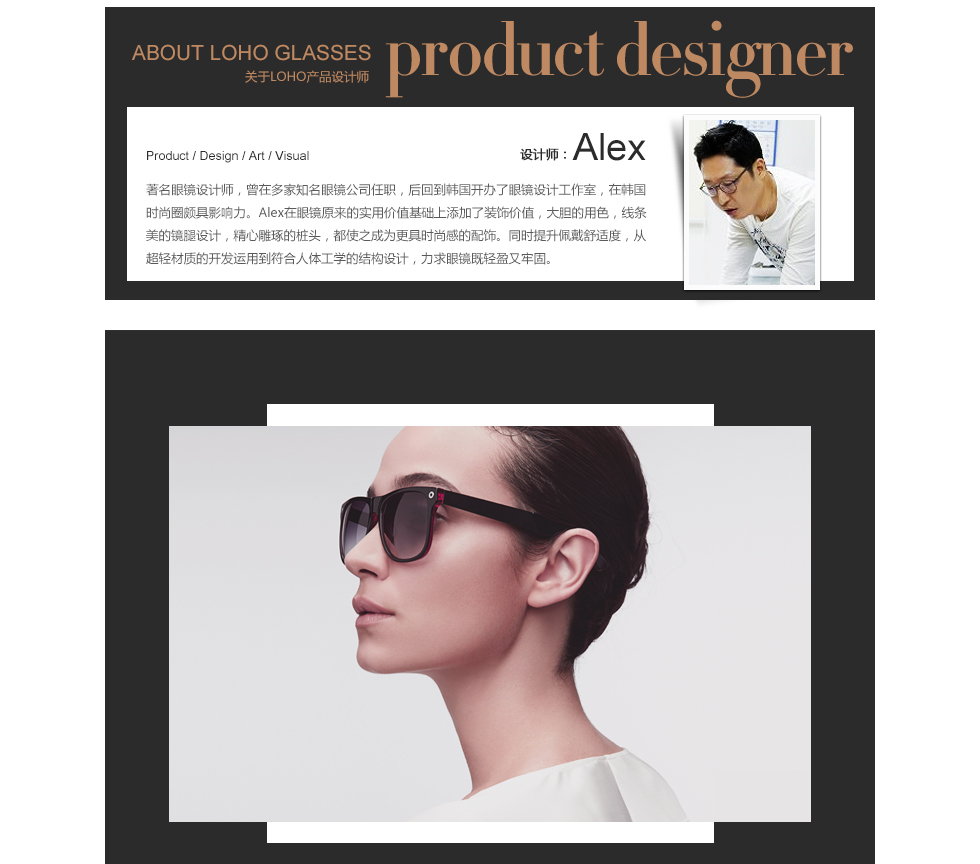 ABOUT LOHO GLASSES
关于LOHO产品设计师
product designer
Product / Design / Art / Visual
设计师：Alex
著名眼镜设计师，曾在多家知名眼镜公司任职，后回到韩国开办了眼镜设计工作室，在韩国
时尚圈颇具影响力。Alex在眼镜原来的实用价值基础上添加了装饰价值，大胆的用色，线条
美的镜腿设计，精心雕琢的桩头，都使之成为更具时尚感的配饰。同时提升佩戴舒适度，从
超轻材质的开发运用到符合人体工学的结构设计，力求眼镜既轻盈又牢固。